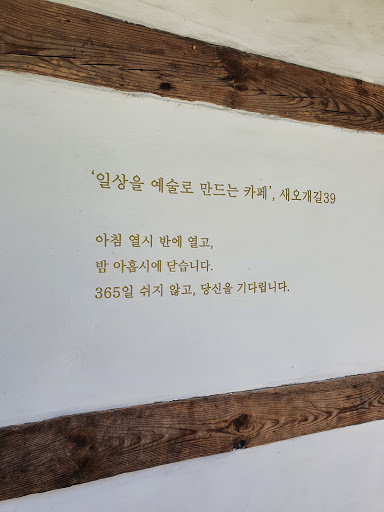 ‘일상을 예술로 만드는 카페’, 새오개길39
아침 열시 반에 열고,
밤 아홉시에 닫습니다.
365일 쉬지 않고, 당신을 기다립니다.